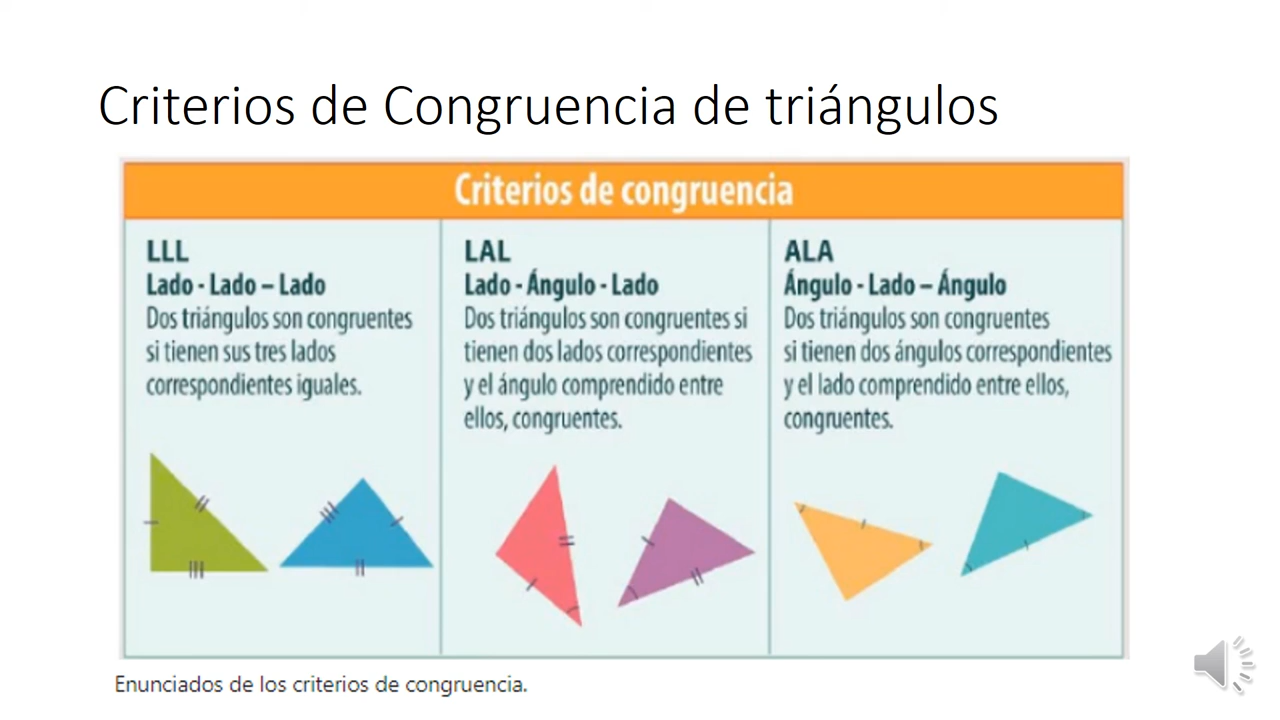 Criterios de Congruencia de triángulos
Criterios de congruencia
LLL
Lado - Lado – Lado
Dos triángulos son congruentes
si tienen sus tres lados
correspondientes iguales.
LAL
Lado - Ángulo - Lado
Dos triángulos son congruentes si
tienen dos lados correspondientes
y el ángulo comprendido entre
ellos, congruentes.
ALA
Ángulo - Lado – Ángulo
Dos triángulos son congruentes
si tienen dos ángulos correspondientes
y el lado comprendido entre ellos,
congruentes.
Enunciados de los criterios de congruencia.